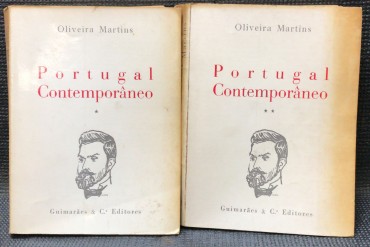 Oliveira Martins
Portugal
Contemporâneo
*
Guimarães & Cª Editores
Oliveira Martins
Portugal
Contemporâneo
**
Guimarães & Cª Editores